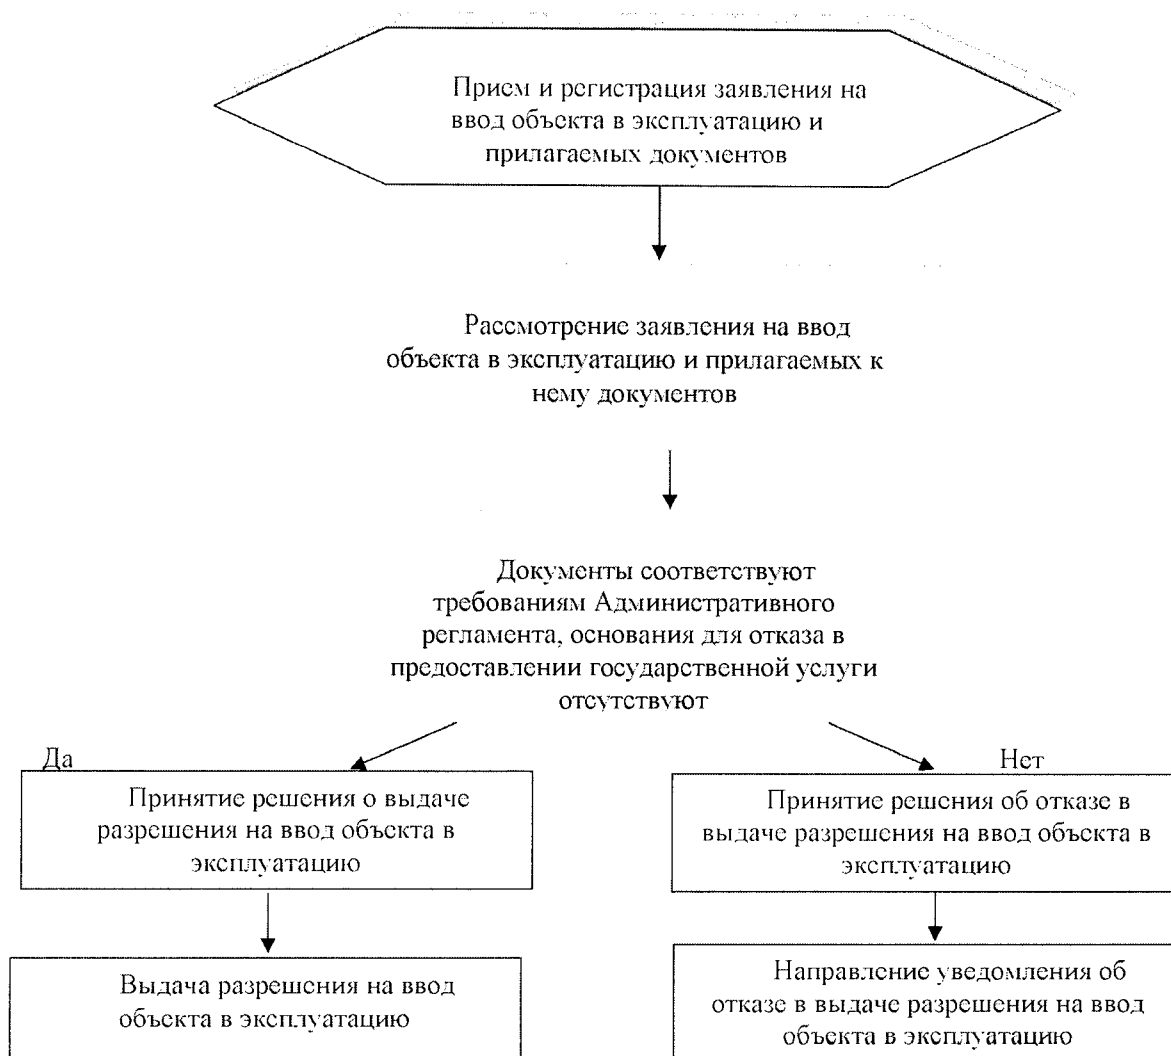 Прием и регистрация заявления на
ввод объекта в эксплуатацию и
прилагаемых документов
Рассмотрение заявления на ввод
объекта в эксплуатацию и прилагаемых к
нему документов
Документы соответствуют
требованиям Административного
регламента, основания для отказа в
предоставлении государственной услуги
отсутствуют
Да
Нет
Принятие решения о выдаче
разрешения на ввод объекта в
эксплуатацию
Принятие решения об отказе в
выдаче разрешения на ввод объекта в
эксплуатацию
Выдача разрешения на ввод
объекта в эксплуатацию
Направление уведомления об
отказе в выдаче разрешения на ввод
объекта в эксплуатацию